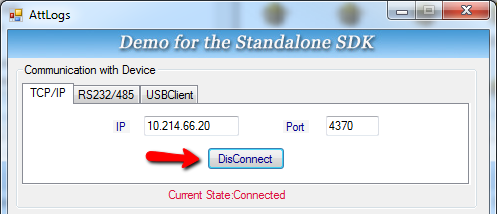 AttLogs
Demo for the Standalone SDK
Communication with Device
TCP/IP RS232/485 USBClient
IP 10.214.66.20 Port 4370
DisConnect
Current State:Connected